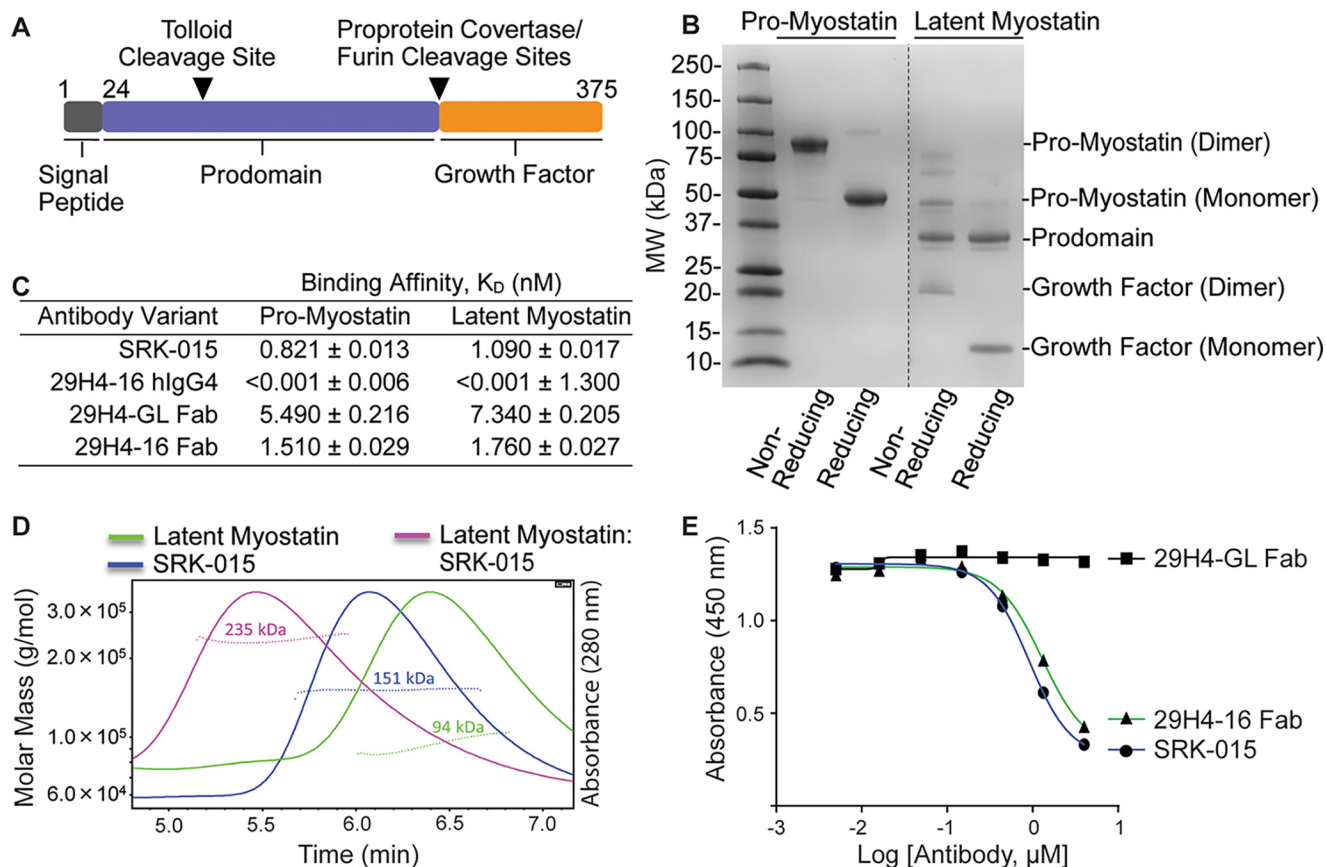 A
Tolloid
Cleavage Site
Proprotein Covertase/
Furin Cleavage Sites
1 24 375
Signal
Peptide
Prodomain
Growth Factor
B
Pro-Myostatin Latent Myostatin
MW (kDa)
250-
150-
100-
75-
50-
37-
25-
20-
15-
10-
-Pro-Myostatin (Dimer)
-Pro-Myostatin (Monomer)
-Prodomain
-Growth Factor (Dimer)
-Growth Factor (Monomer)
Non-
Reducing
Reducing
Non-
Reducing
Reducing
C
Binding Affinity, KD (nM)
Antibody Variant Pro-Myostatin Latent Myostatin
SRK-015 0.821 ± 0.013 1.090 ± 0.017
29H4-16 hIgG4 <0.001 ± 0.006 <0.001 ± 1.300
29H4-GL Fab 5.490 ± 0.216 7.340 ± 0.205
29H4-16 Fab 1.510 ± 0.029 1.760 ± 0.027
D
Latent Myostatin
SRK-015
Latent Myostatin:
SRK-015
Molar Mass (g/mol)
3.0 × 10⁵
2.0 × 10⁵
1.0 × 10⁵
6.0 × 10⁴
235 kDa
151 kDa
94 kDa
Absorbance (280 nm)
5.0 5.5 6.0 6.5 7.0
Time (min)
E
Absorbance (450 nm)
1.5
1.0
0.5
-3 -2 -1 0 1
Log [Antibody, µM]
29H4-GL Fab
29H4-16 Fab
SRK-015